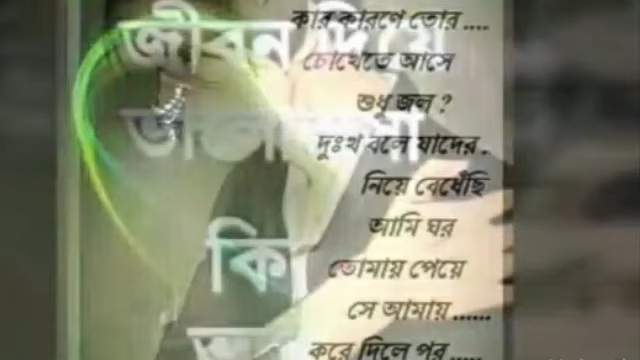 জীবন দিয়ে
কি
কার কারণে তোর ....
চোখেতে আসে
শুধু জল ?
দুঃখ বলে যাদের .
নিয়ে বেধেঁছি
আমি ঘর
তোমায় পেয়ে
সে আমায় ......
করে দিলে পর .....